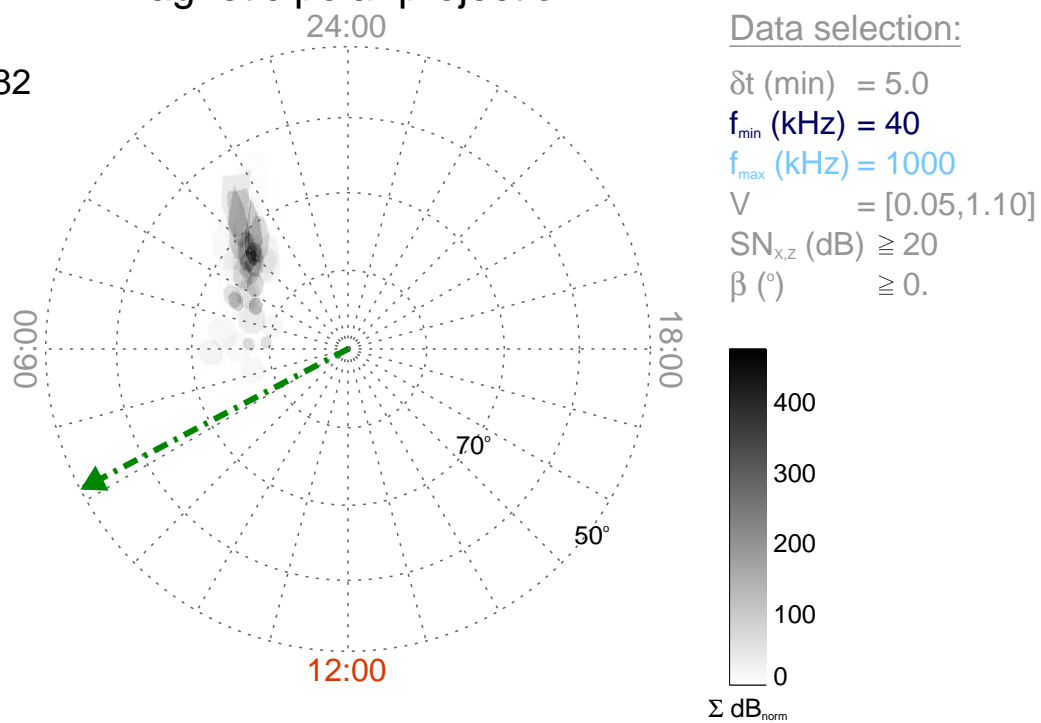 24:00
82
06:00
18:00
70°
50°
12:00
Data selection:
δt (min) = 5.0
fmin (kHz) = 40
fmax (kHz) = 1000
V = [0.05,1.10]
SNx,z (dB) ≧ 20
β (°) ≧ 0.
400
300
200
100
0
Σ dBnorm